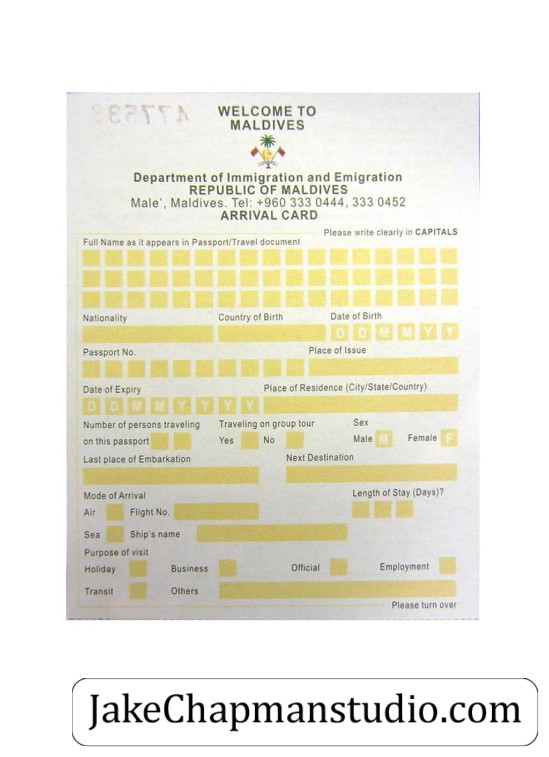 477533
WELCOME TO
MALDIVES
Department of Immigration and Emigration
REPUBLIC OF MALDIVES
Male', Maldives. Tel: +960 333 0444, 333 0452
ARRIVAL CARD
Please write clearly in CAPITALS
Full Name as it appears in Passport/Travel document
Nationality Country of Birth Date of Birth
D D M M Y Y
Passport No. Place of Issue
Date of Expiry Place of Residence (City/State/Country)
D D M M Y Y Y Y
Number of persons traveling Traveling on group tour Sex
on this passport Yes No Male M Female F
Last place of Embarkation Next Destination
Mode of Arrival Length of Stay (Days)?
Air Flight No.
Sea Ship's name
Purpose of visit
Holiday Business Official Employment
Transit Others
Please turn over
JakeChapmanstudio.com